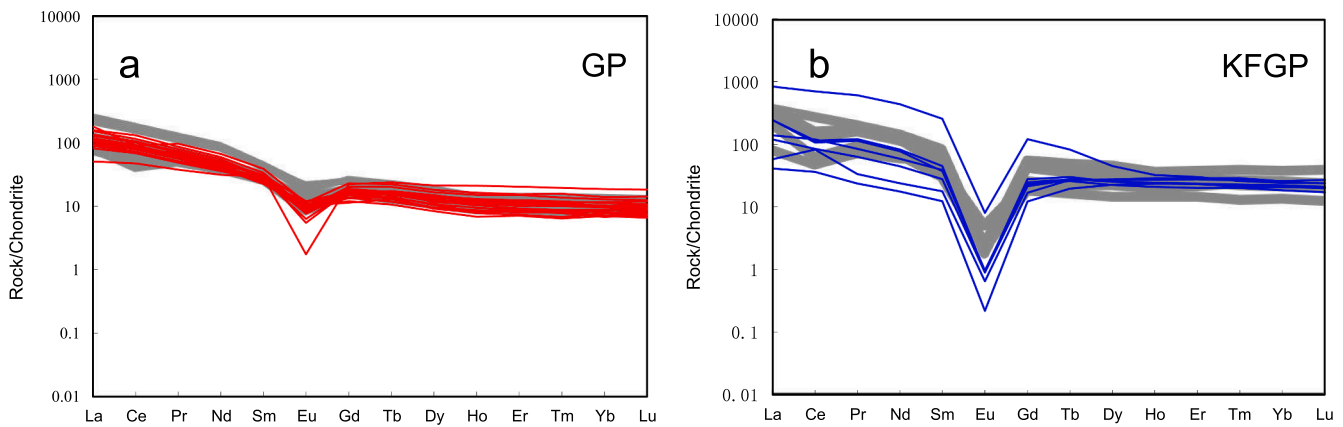 10000
1000
100
10
1
0.1
0.01
Rock/Chondrite
a
GP
La Ce Pr Nd Sm Eu Gd Tb Dy Ho Er Tm Yb Lu
10000
1000
100
10
1
0.1
0.01
Rock/Chondrite
b
KFGP
La Ce Pr Nd Sm Eu Gd Tb Dy Ho Er Tm Yb Lu